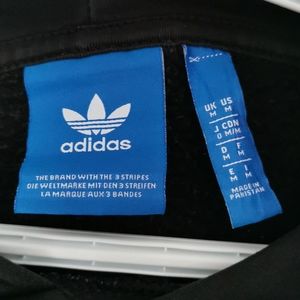 adidas
THE BRAND WITH THE 3 STRIPES
DIE WELTMARKE MIT DEN 3 STREIFEN
LA MARQUE AUX 3 BANDES
UK US
M M
J CDN
O M/M
D F
M M
E I
M M
MADE IN
PAKISTAN